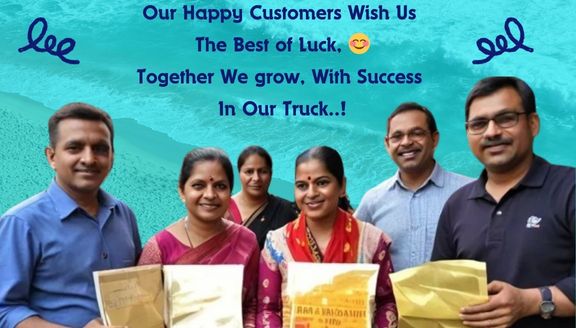 Our Happy Customers Wish Us
The Best of Luck, 😊
Together We grow, With Success
In Our Truck..!